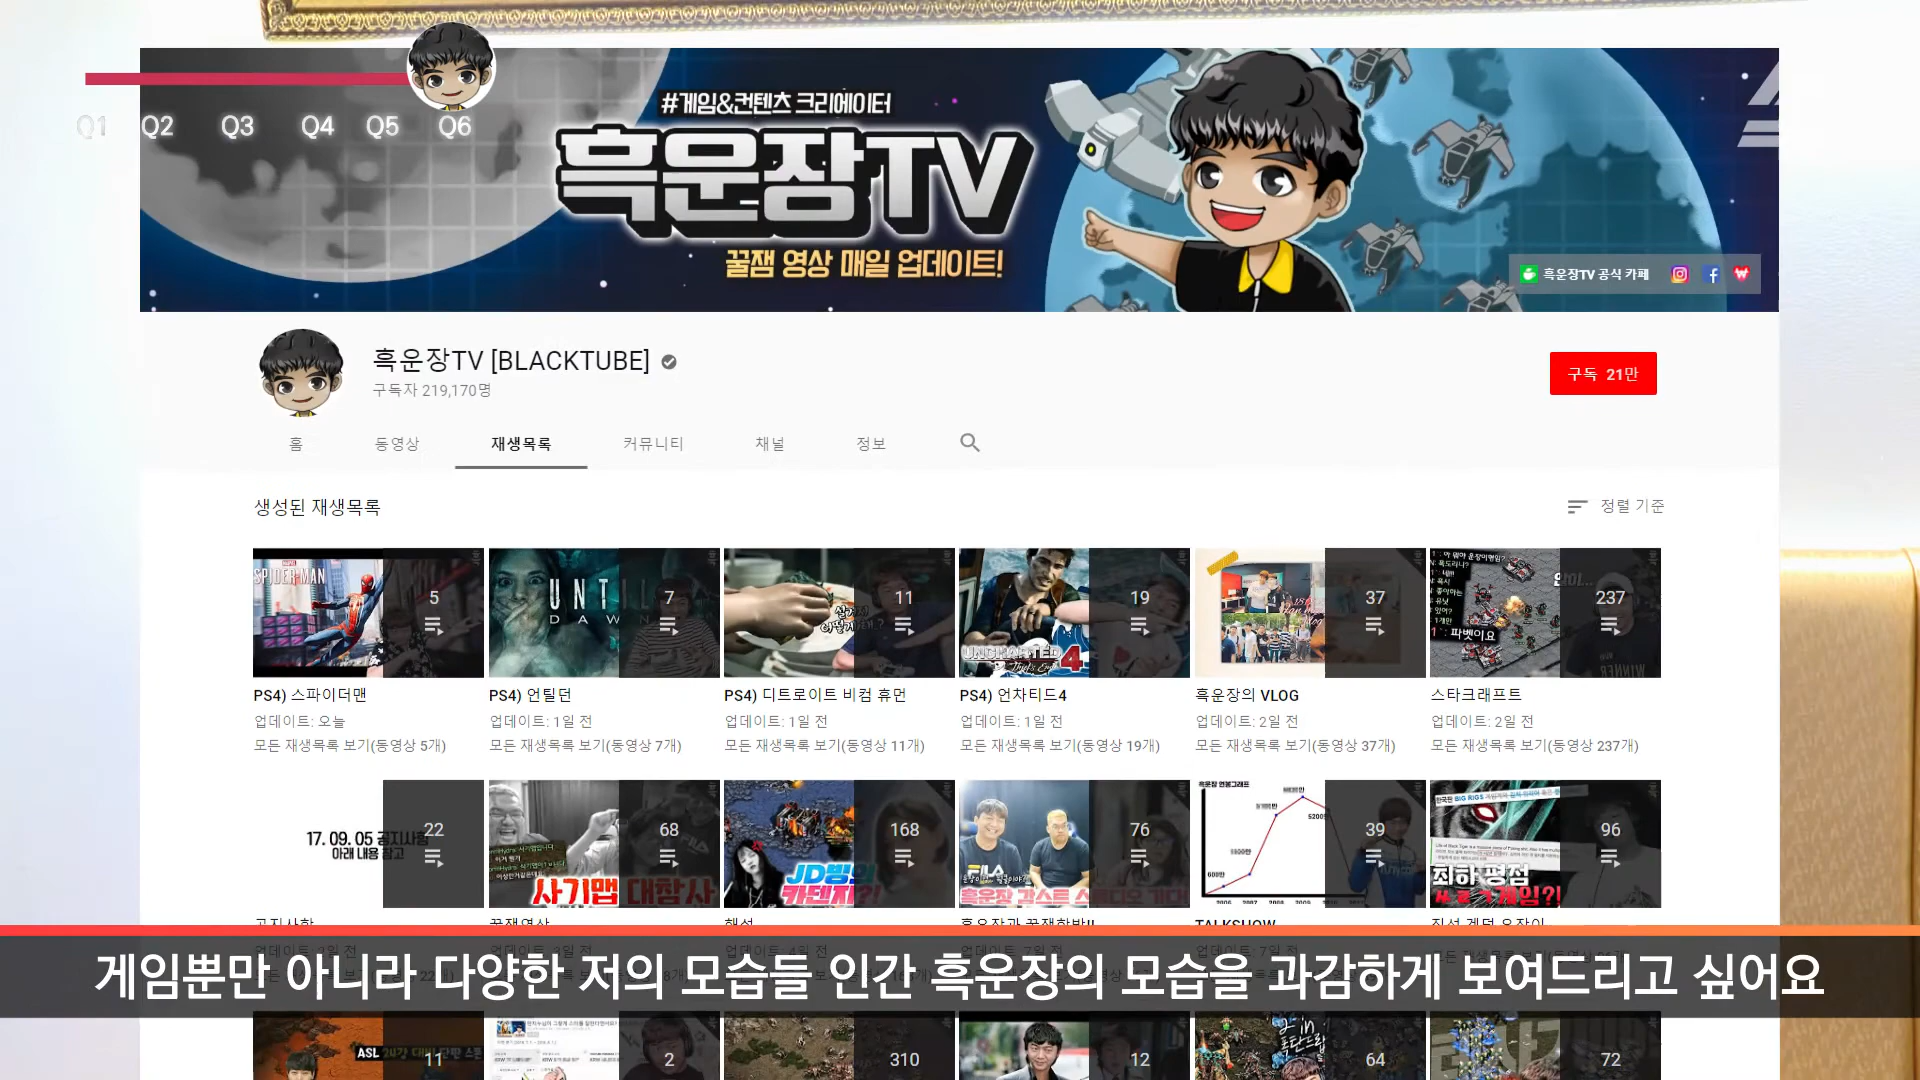 Q1 Q2 Q3 Q4 Q5 Q6
#게임&컨텐츠 크리에이터
흑운장TV
꿀잼 영상 매일 업데이트!
흑운장TV 공식 카페
흑운장TV [BLACKTUBE]
구독자 219,170명
구독 21만
홈 동영상 재생목록 커뮤니티 채널 정보
생성된 재생목록
정렬 기준
SPIDER-MAN
5
UNTIL DAWN
7
11
UNCHARTED 4
19
37
237
PS4) 스파이더맨
업데이트: 오늘
모든 재생목록 보기(동영상 5개)
PS4) 언틸던
업데이트: 1일 전
모든 재생목록 보기(동영상 7개)
PS4) 디트로이트 비컴 휴먼
업데이트: 1일 전
모든 재생목록 보기(동영상 11개)
PS4) 언차티드4
업데이트: 1일 전
모든 재생목록 보기(동영상 19개)
흑운장의 VLOG
업데이트: 2일 전
모든 재생목록 보기(동영상 37개)
스타크래프트
업데이트: 2일 전
모든 재생목록 보기(동영상 237개)
17. 09. 05 공지사항
아래 내용 참고
22
사기맵 대참사
68
168
76
흑운장 연봉그래프
39
최하 평점
96
게임뿐만 아니라 다양한 저의 모습들 인간 흑운장의 모습을 과감하게 보여드리고 싶어요
11
2
310
12
64
72